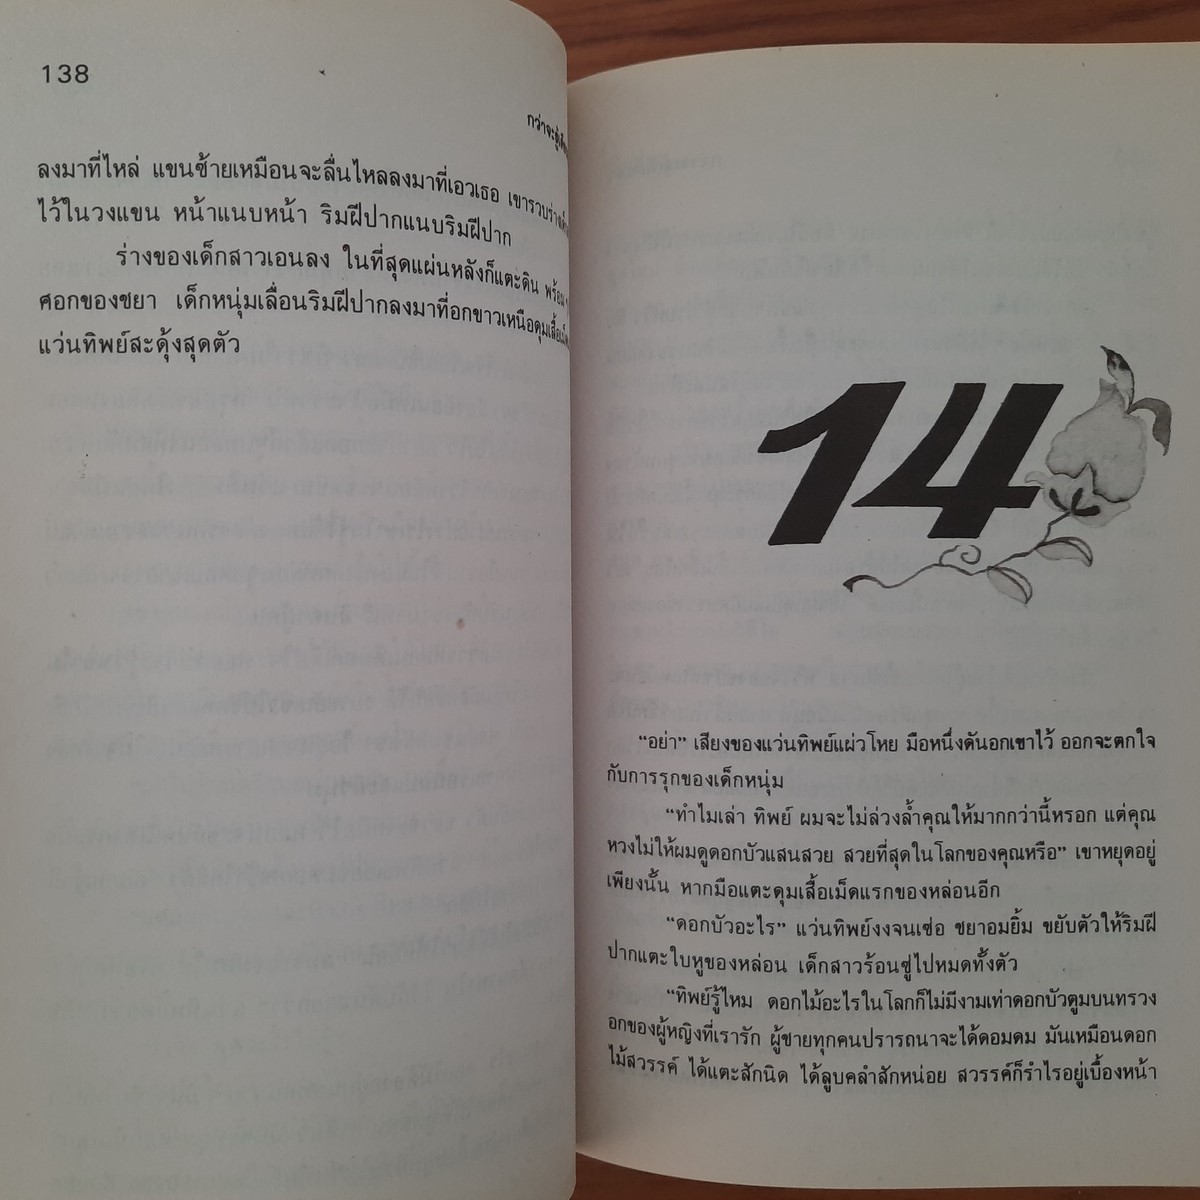 138
ลงมาที่ไหล่ แขนซ้ายเหมือนจะลื่นไหลลงมาที่เอวเธอ เขารวบร่าง
ไว้ในวงแขน หน้าแนบหน้า ริมฝีปากแนบริมฝีปาก
ร่างของเด็กสาวเอนลง ในที่สุดแผ่นหลังก็แตะดิน พร้อม
ศอกของชยา เด็กหนุ่มเลื่อนริมฝีปากลงมาที่อกขาวเหนือดุมเสื้อ
แว่นทิพย์สะดุ้งสุดตัว
14
“อย่า” เสียงของแว่นทิพย์แผ่วโหย มือหนึ่งดันอกเขาไว้ ออกจะตกใจ
กับการรุกของเด็กหนุ่ม
“ทำไมเล่า ทิพย์ ผมจะไม่ล่วงล้ำคุณให้มากกว่านี้หรอก แต่คุณ
หวงไม่ให้ผมดูดอกบัวแสนสวย สวยที่สุดในโลกของคุณหรือ” เขาหยุดอยู่
เพียงนั้น หากมือแตะดุมเสื้อเม็ดแรกของหล่อนอีก
“ดอกบัวอะไร” แว่นทิพย์งงจนเซ่อ ชยาอมยิ้ม ขยับตัวให้ริมฝี
ปากแตะใบหูของหล่อน เด็กสาวร้อนซู่ไปหมดทั้งตัว
“ทิพย์รู้ไหม ดอกไม้อะไรในโลกก็ไม่มีงามเท่าดอกบัวตูมบนทรวง
อกของผู้หญิงที่เรารัก ผู้ชายทุกคนปรารถนาจะได้ดอมดม มันเหมือนดอก
ไม้สวรรค์ ได้แตะสักนิด ได้ลูบคลำสักหน่อย สวรรค์ก็รำไรอยู่เบื้องหน้า